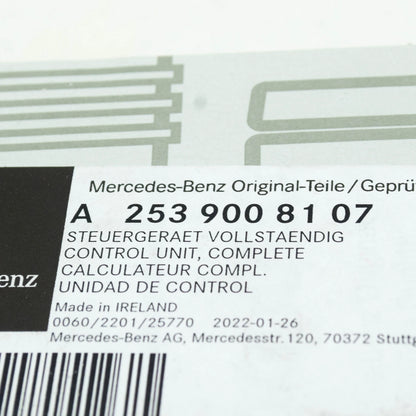 Mercedes-Benz Original-Teile/Geprü
A 253 900 81 07
STEUERGERAET VOLLSTAENDIG
CONTROL UNIT, COMPLETE
CALCULATEUR COMPL.
UNIDAD DE CONTROL
enz
Made in IRELAND
0060/2201/25770 2022-01-26
Mercedes-Benz AG, Mercedesstr. 120, 70372 Stuttg